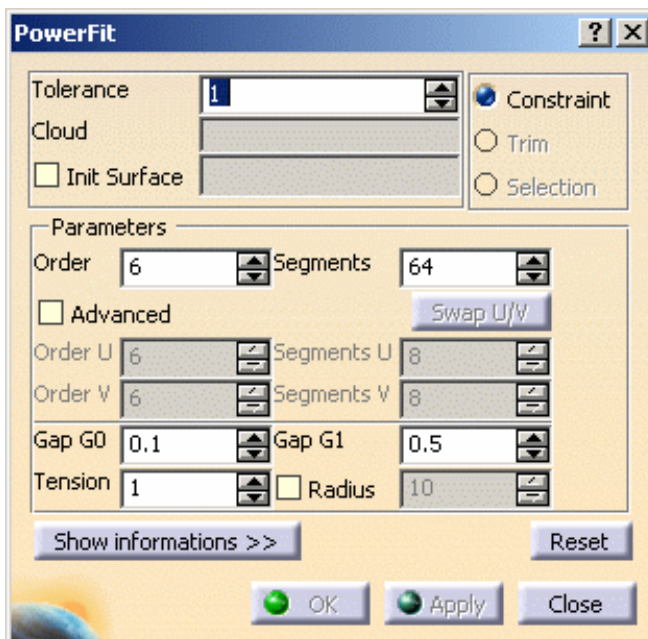 PowerFit
Tolerance 1 Constraint
Cloud Trim
Init Surface Selection
Parameters
Order 6 Segments 64
Advanced Swap U/V
Order U 6 Segments U 8
Order V 6 Segments V 8
Gap G0 0.1 Gap G1 0.5
Tension 1 Radius 10
Show informations >> Reset
OK Apply Close